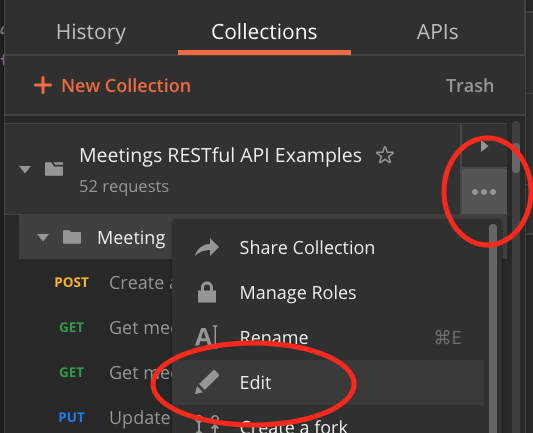 History Collections APIs
+ New Collection Trash
Meetings RESTful API Examples
52 requests
Meeting
Share Collection
POST Create a
Manage Roles
GET Get mee
Rename ⌘E
GET Get me
Edit
PUT Update
Create a fork